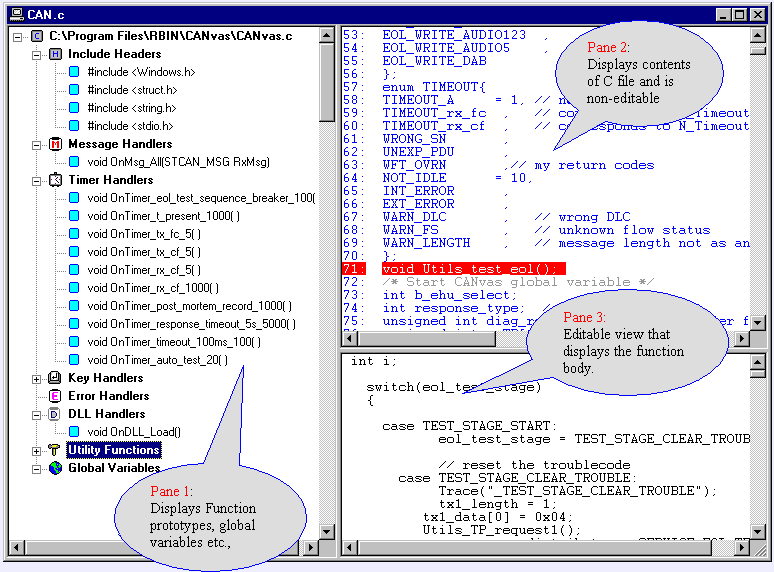 CAN.c
C:\Program Files\RBIN\CANvas\CANvas.c
Include Headers
#include <Windows.h>
#include <struct.h>
#include <string.h>
#include <stdio.h>
Message Handlers
void OnMsg_All(STCAN_MSG RxMsg)
Timer Handlers
void OnTimer_eol_test_sequence_breaker_100(
void OnTimer_t_present_1000( )
void OnTimer_tx_fc_5( )
void OnTimer_tx_cf_5( )
void OnTimer_rx_cf_5( )
void OnTimer_rx_cf_1000( )
void OnTimer_post_mortem_record_1000( )
void OnTimer_response_timeout_5s_5000( )
void OnTimer_timeout_100ms_100( )
void OnTimer_auto_test_20( )
Key Handlers
Error Handlers
DLL Handlers
void OnDLL_Load()
Utility Functions
Global Variables
Pane 1:
Displays Function
prototypes, global
variables etc.,
53: EOL_WRITE_AUDIO123 ,
54: EOL_WRITE_AUDIO5 ,
55: EOL_WRITE_DAB
56: };
57: enum TIMEOUT{
58: TIMEOUT_A = 1, //
59: TIMEOUT_rx_fc , // Timeout
60: TIMEOUT_rx_cf , // corresponds to N_Timeout
61: WRONG_SN ,
62: UNEXP_PDU ,
63: WFT_OVRN ,// my return codes
64: NOT_IDLE = 10,
65: INT_ERROR ,
66: EXT_ERROR ,
67: WARN_DLC , // wrong DLC
68: WARN_FS , // unknown flow status
69: WARN_LENGTH , // message length not as an
70: };
71: void Utils_test_eol();
72: /* Start CANvas global variable */
73: int b_ehu_select;
74: int response_type; //
75: unsigned int diag_r er f
Pane 2:
Displays contents
of C file and is
non-editable
Pane 3:
Editable view that
displays the function
body.
int i;
switch(eol_test_stage)
{
case TEST_STAGE_START:
eol_test_stage = TEST_STAGE_CLEAR_TROUB
// reset the troublecode
case TEST_STAGE_CLEAR_TROUBLE:
Trace("_TEST_STAGE_CLEAR_TROUBLE");
tx1_length = 1;
tx1_data[0] = 0x04;
Utils_TP_request1();